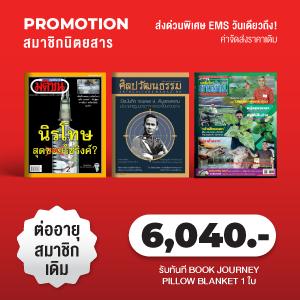 PROMOTION
สมาชิกนิตยสาร
ส่งด่วนพิเศษ EMS วันเดียวถึง!
ค่าจัดส่งราคาเดิม
มติชน
นิรโทษ
ศิลปวัฒนธรรม
ต่ออายุ
สมาชิก
เดิม
6,040.-
รับทันที BOOK JOURNEY
PILLOW BLANKET 1 ใบ